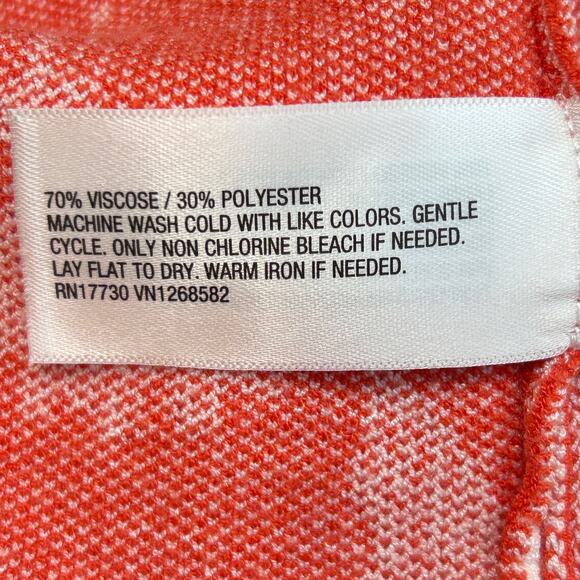 70% VISCOSE / 30% POLYESTER
MACHINE WASH COLD WITH LIKE COLORS. GENTLE
CYCLE. ONLY NON CHLORINE BLEACH IF NEEDED.
LAY FLAT TO DRY. WARM IRON IF NEEDED.
RN17730 VN1268582